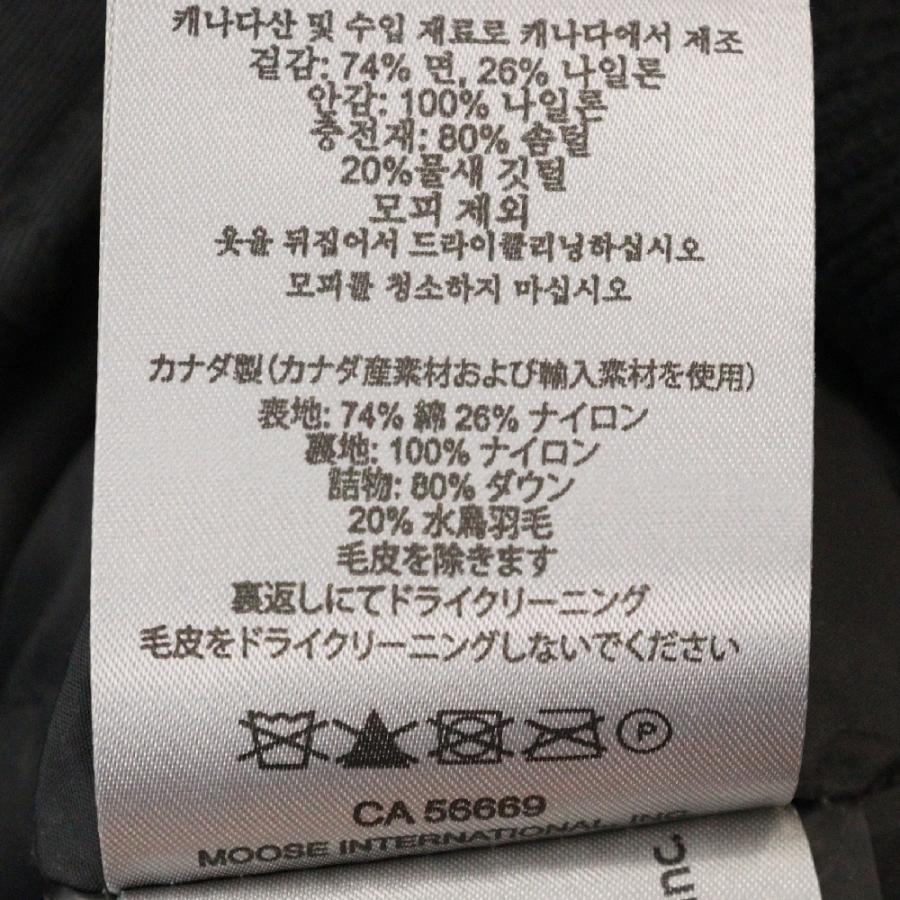 캐나다산 및 수입 재료로 캐나다에서 제조
겉감: 74% 면, 26% 나일론
안감: 100% 나일론
충전재: 80% 솜털
20%물새 깃털
모피 제외
옷을 뒤집어서 드라이클리닝하십시오
모피를 청소하지 마십시오
カナダ製(カナダ産素材および輸入素材を使用)
表地: 74% 綿 26% ナイロン
裏地: 100% ナイロン
詰物: 80% ダウン
20% 水鳥羽毛
毛皮を除きます
裏返しにてドライクリーニング
毛皮をドライクリーニングしないでください
P
CA 56669
MOOSE INTERNATIONAL, INC.